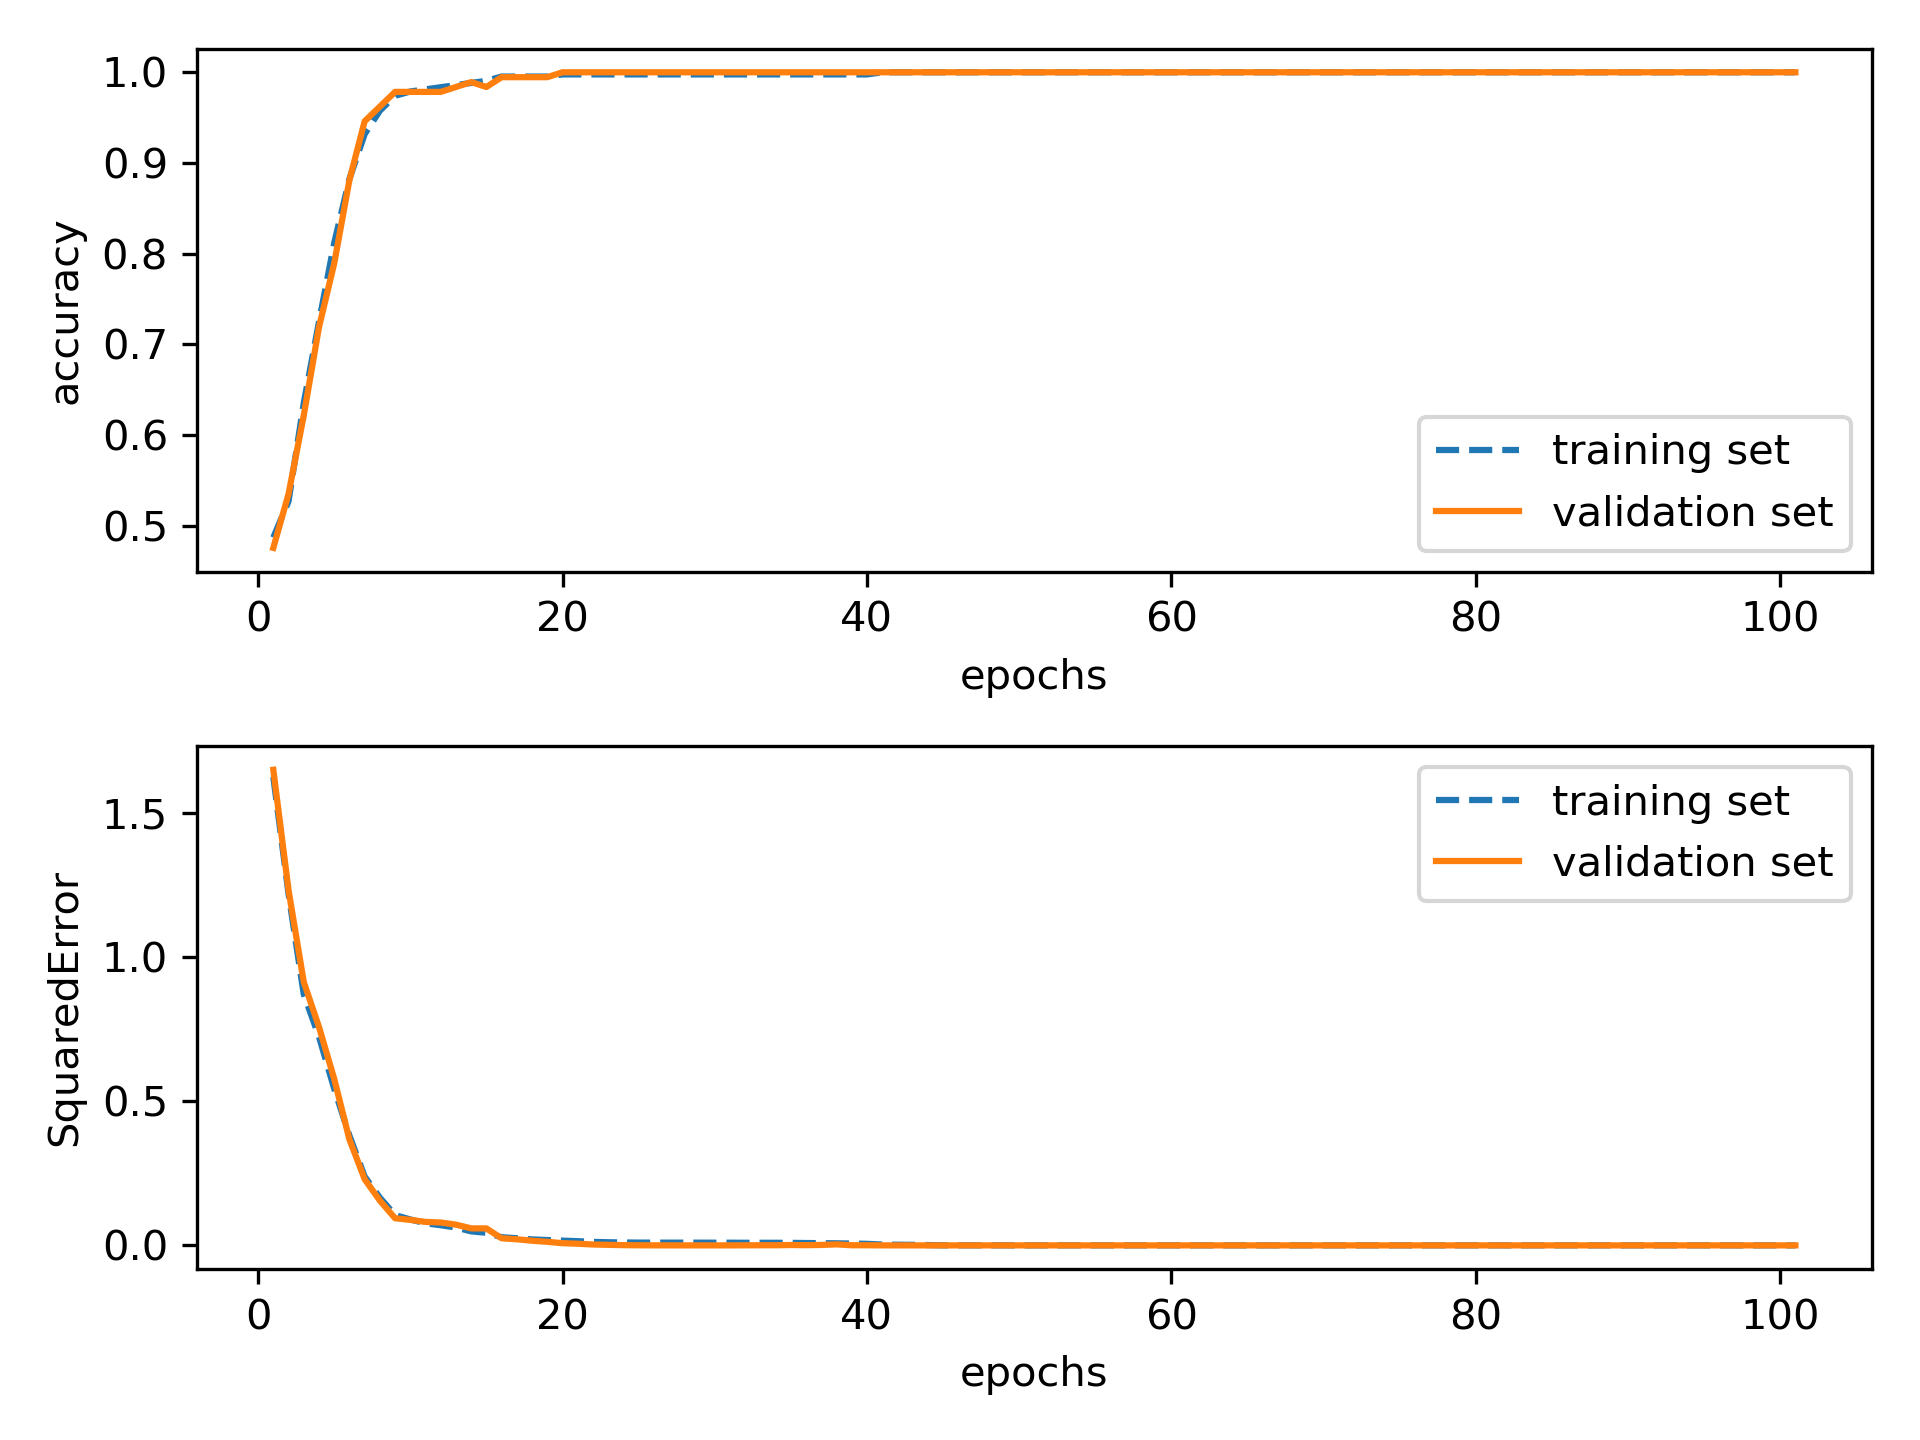 1.0
0.9
0.8
0.7
0.6
0.5
accuracy
training set
validation set
0 20 40 60 80 100
epochs
1.5
1.0
0.5
0.0
SquaredError
training set
validation set
0 20 40 60 80 100
epochs